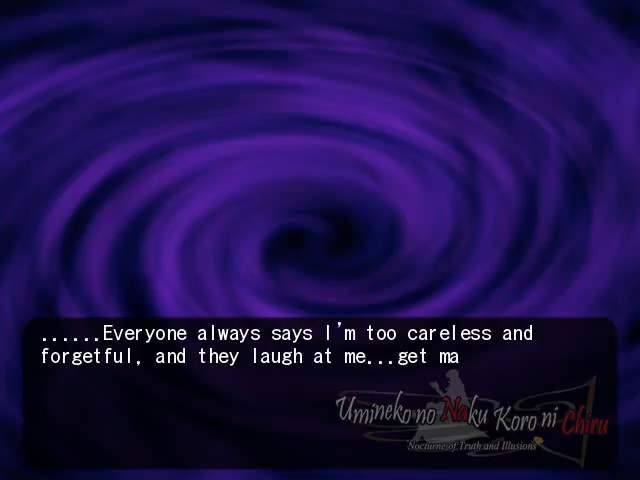 ......Everyone always says I'm too careless and
forgetful, and they laugh at me...get ma
Umineko no Naku Koro ni Chiru
Nocturne of Truth and Illusions